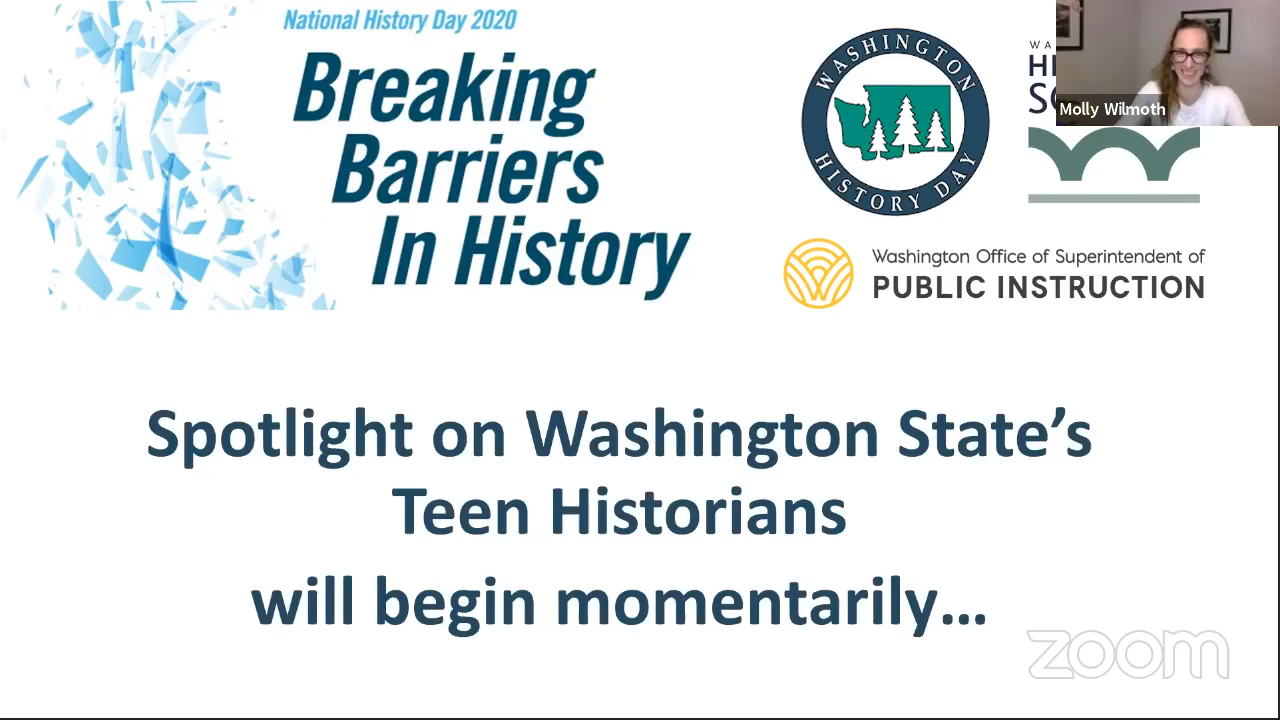 National History Day 2020
Breaking
Barriers
In History
WASHINGTON
HISTORY DAY
Molly Wilmoth
Washington Office of Superintendent of
PUBLIC INSTRUCTION
Spotlight on Washington State’s
Teen Historians
will begin momentarily…
zoom